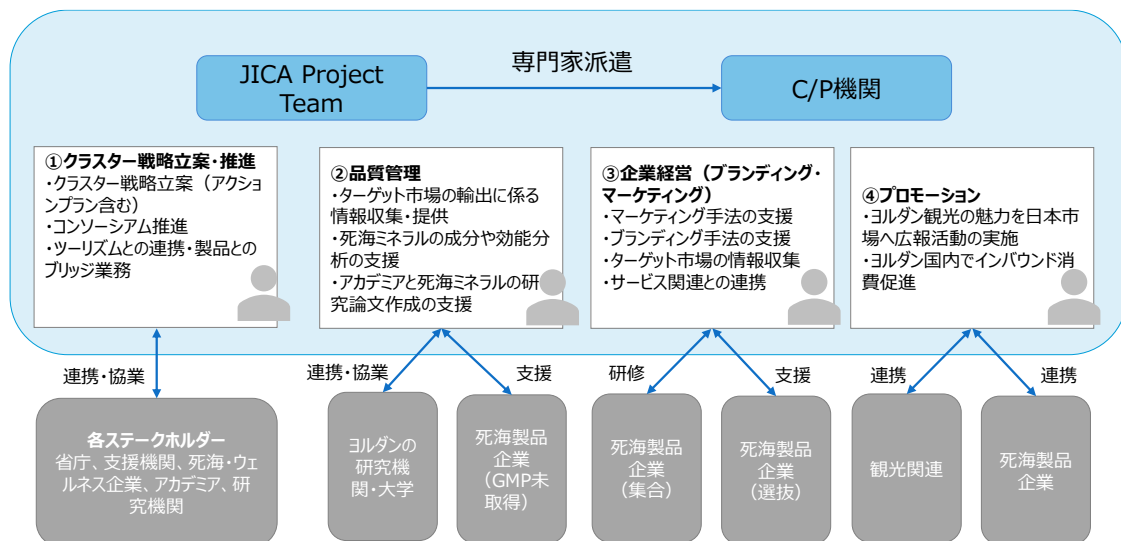 JICA Project
Team
専門家派遣
C/P機関
①クラスター戦略立案・推進
・クラスター戦略立案（アクショ
ンプラン含む）
・コンソーシアム推進
・ツーリズムとの連携・製品との
ブリッジ業務
②品質管理
・ターゲット市場の輸出に係る
情報収集・提供
・死海ミネラルの成分や効能分
析の支援
・アカデミアと死海ミネラルの研
究論文作成の支援
③企業経営（ブランディング・
マーケティング）
・マーケティング手法の支援
・ブランディング手法の支援
・ターゲット市場の情報収集
・サービス関連との連携
④プロモーション
・ヨルダン観光の魅力を日本市
場へ広報活動の実施
・ヨルダン国内でインバウンド消
費促進
連携・協業
連携・協業
支援
研修
支援
連携
連携
各ステークホルダー
省庁、支援機関、死海・ウェ
ルネス企業、アカデミア、研
究機関
ヨルダンの
研究機
関・大学
死海製品
企業
（GMP未
取得）
死海製品
企業
（集合）
死海製品
企業
（選抜）
観光関連
死海製品
企業